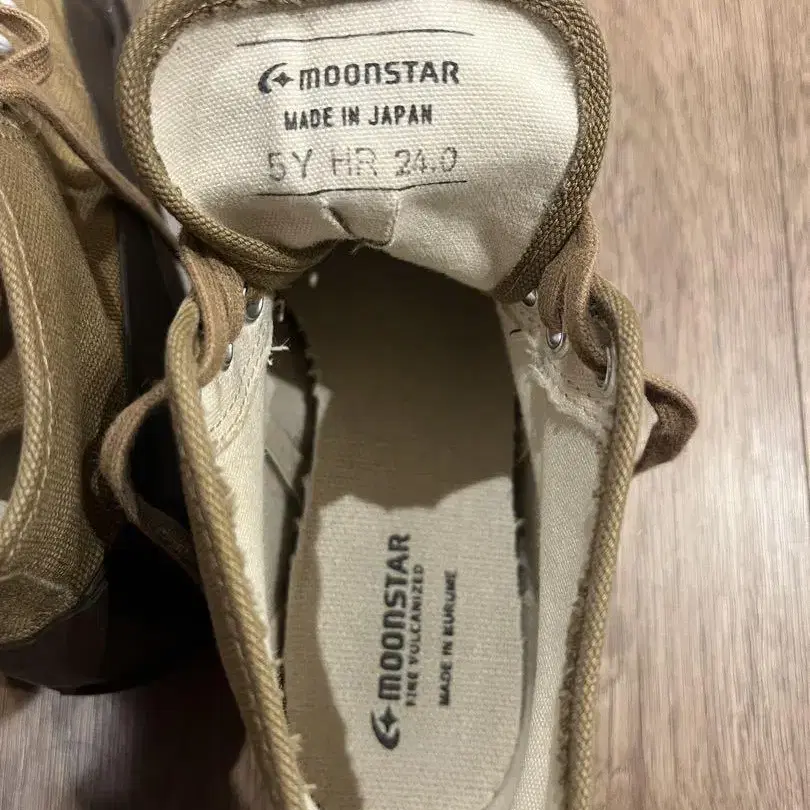 MOONSTAR
MADE IN JAPAN
5Y HR 24.0
MOONSTAR
FINE VULCANIZED
MADE IN KURUME